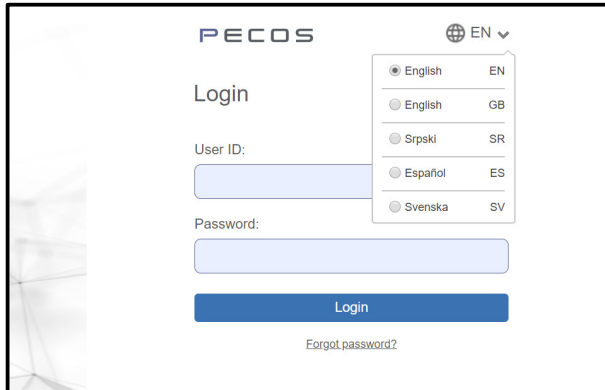 PECOS
EN
Login
English EN
English GB
Srpski SR
Español ES
Svenska SV
User ID:
Password:
Login
Forgot password?